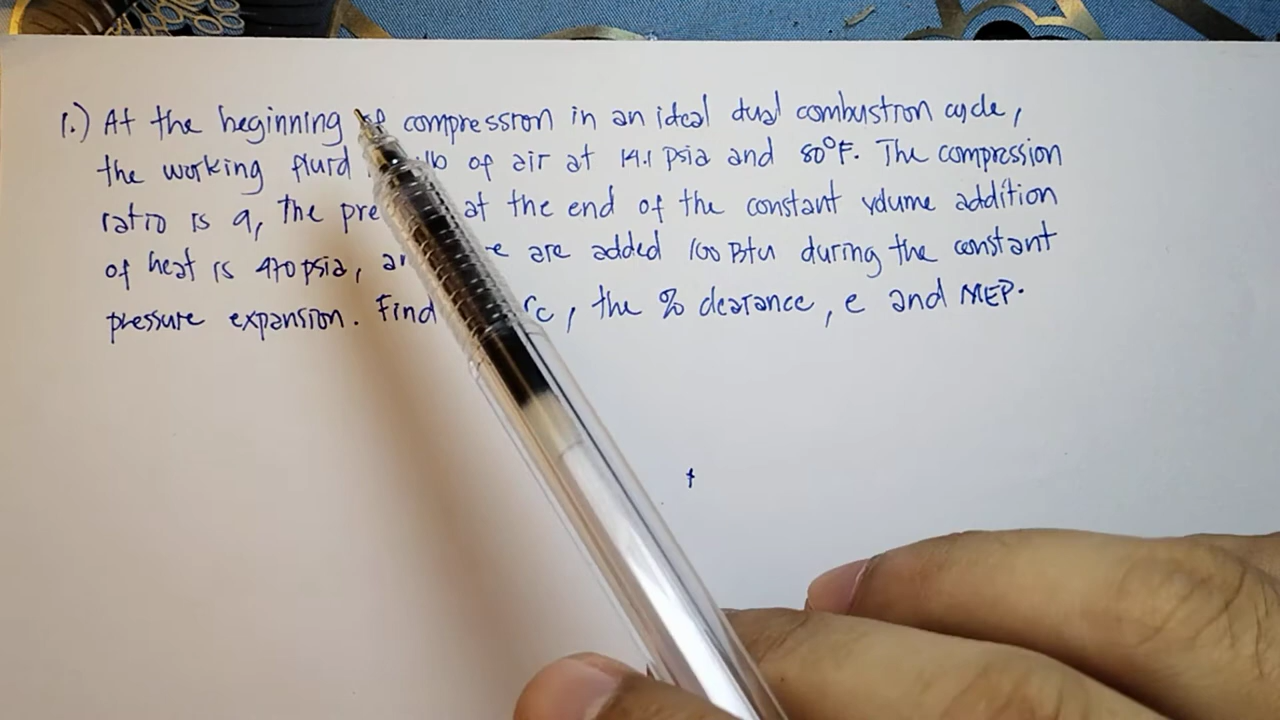 1.) At the beginning of compression in an ideal dual combustion cycle,
the working fluid lb of air at 14.1 psia and 80°F. The compression
ratio is 9, the pre at the end of the constant volume addition
of heat is 470 psia, are added 100 Btu during the constant
pressure expansion. Find rc, the % clearance, e and MEP.